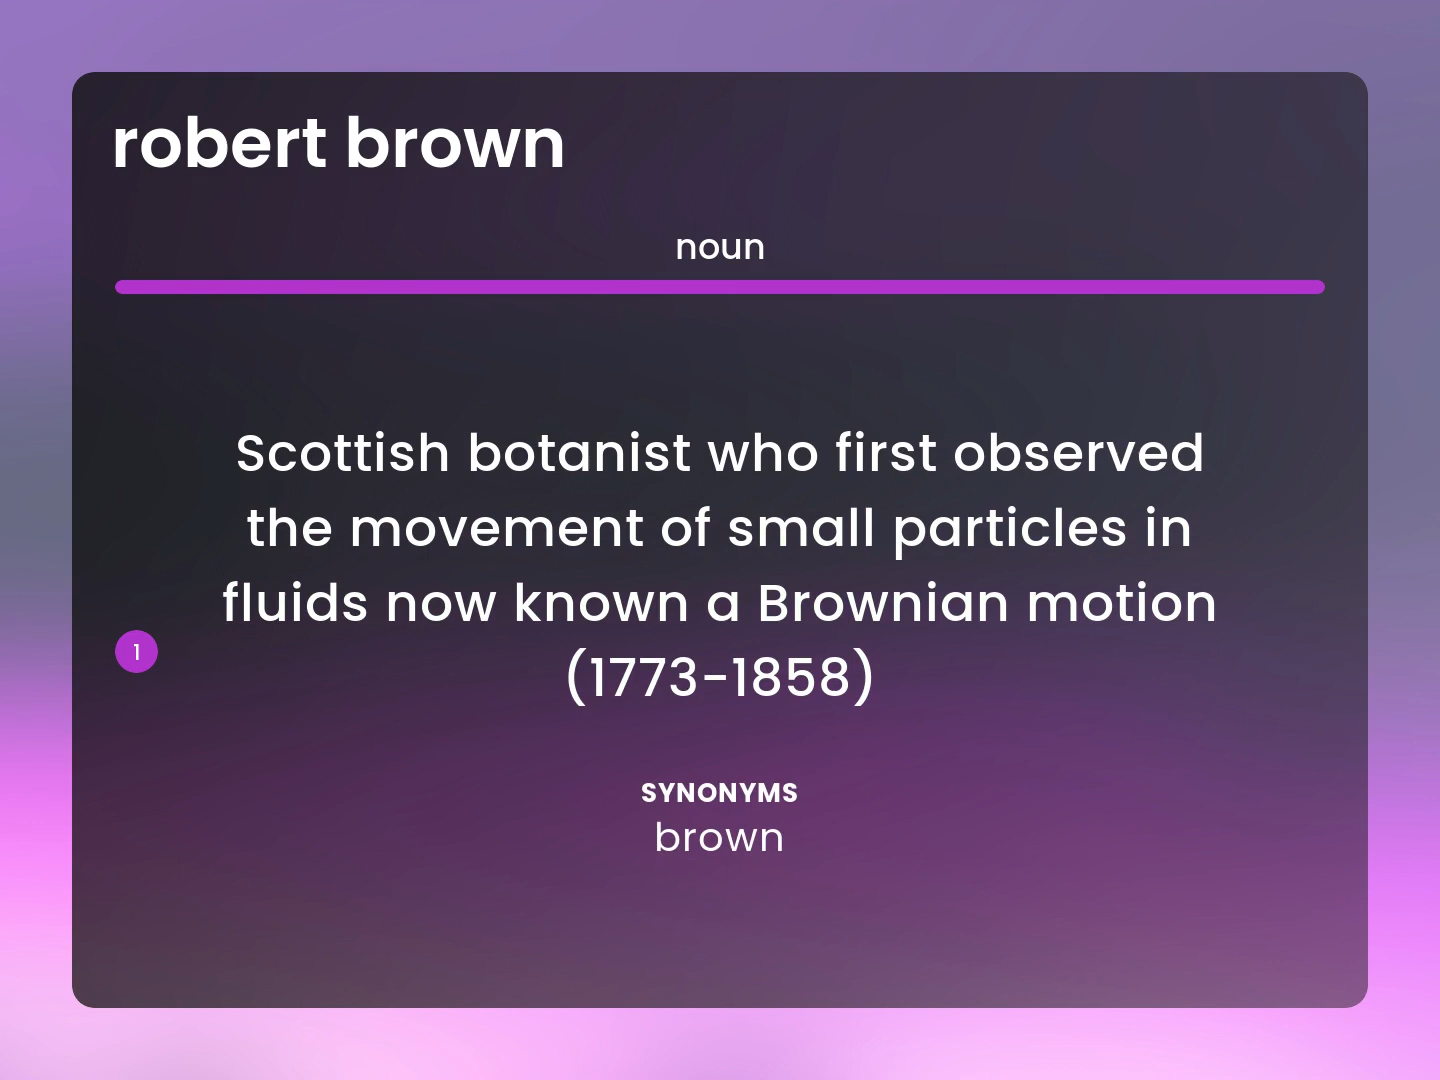 robert brown
noun
Scottish botanist who first observed
the movement of small particles in
fluids now known a Brownian motion
1
(1773-1858)
SYNONYMS
brown